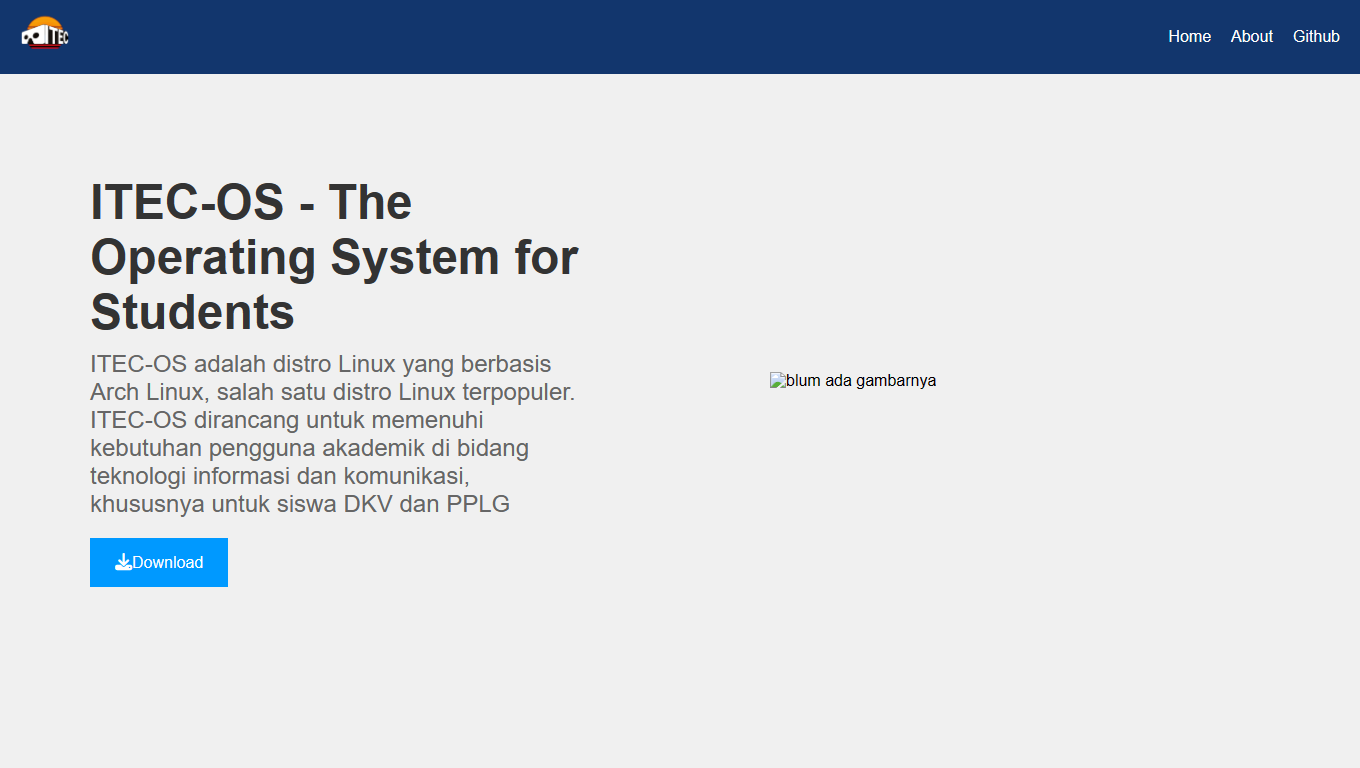 ITEC
Home
About
Github
ITEC-OS - The
Operating System for
Students
ITEC-OS adalah distro Linux yang berbasis
Arch Linux, salah satu distro Linux terpopuler.
ITEC-OS dirancang untuk memenuhi
kebutuhan pengguna akademik di bidang
teknologi informasi dan komunikasi,
khususnya untuk siswa DKV dan PPLG
blum ada gambarnya
Download